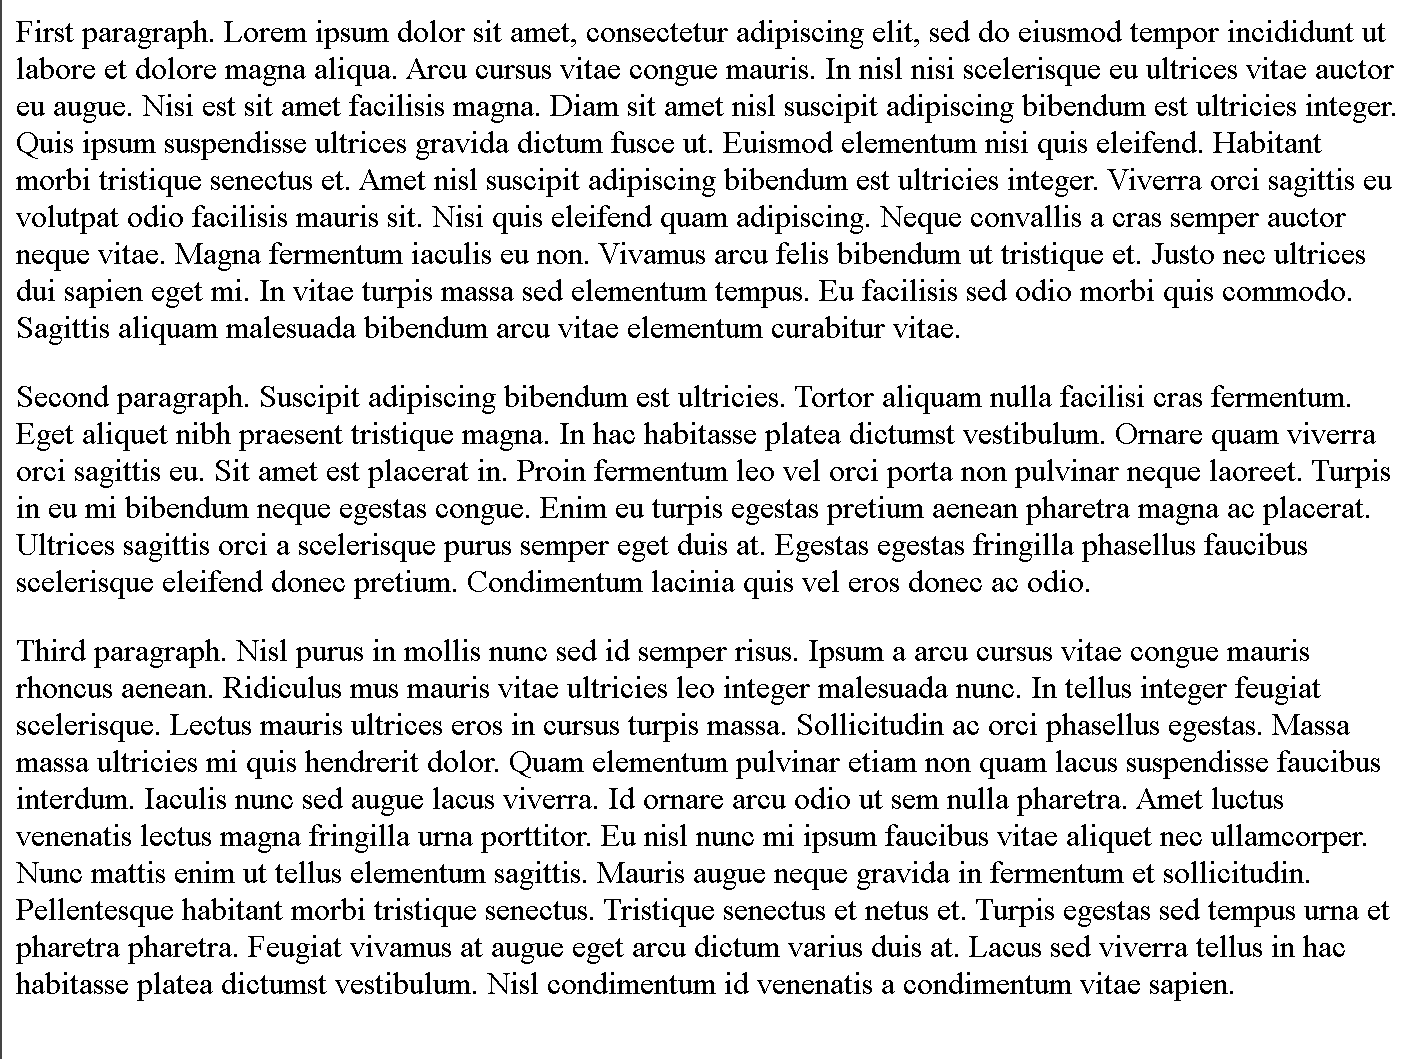 First paragraph. Lorem ipsum dolor sit amet, consectetur adipiscing elit, sed do eiusmod tempor incididunt ut
labore et dolore magna aliqua. Arcu cursus vitae congue mauris. In nisl nisi scelerisque eu ultrices vitae auctor
eu augue. Nisi est sit amet facilisis magna. Diam sit amet nisl suscipit adipiscing bibendum est ultricies integer.
Quis ipsum suspendisse ultrices gravida dictum fusce ut. Euismod elementum nisi quis eleifend. Habitant
morbi tristique senectus et. Amet nisl suscipit adipiscing bibendum est ultricies integer. Viverra orci sagittis eu
volutpat odio facilisis mauris sit. Nisi quis eleifend quam adipiscing. Neque convallis a cras semper auctor
neque vitae. Magna fermentum iaculis eu non. Vivamus arcu felis bibendum ut tristique et. Justo nec ultrices
dui sapien eget mi. In vitae turpis massa sed elementum tempus. Eu facilisis sed odio morbi quis commodo.
Sagittis aliquam malesuada bibendum arcu vitae elementum curabitur vitae.
Second paragraph. Suscipit adipiscing bibendum est ultricies. Tortor aliquam nulla facilisi cras fermentum.
Eget aliquet nibh praesent tristique magna. In hac habitasse platea dictumst vestibulum. Ornare quam viverra
orci sagittis eu. Sit amet est placerat in. Proin fermentum leo vel orci porta non pulvinar neque laoreet. Turpis
in eu mi bibendum neque egestas congue. Enim eu turpis egestas pretium aenean pharetra magna ac placerat.
Ultrices sagittis orci a scelerisque purus semper eget duis at. Egestas egestas fringilla phasellus faucibus
scelerisque eleifend donec pretium. Condimentum lacinia quis vel eros donec ac odio.
Third paragraph. Nisl purus in mollis nunc sed id semper risus. Ipsum a arcu cursus vitae congue mauris
rhoncus aenean. Ridiculus mus mauris vitae ultricies leo integer malesuada nunc. In tellus integer feugiat
scelerisque. Lectus mauris ultrices eros in cursus turpis massa. Sollicitudin ac orci phasellus egestas. Massa
massa ultricies mi quis hendrerit dolor. Quam elementum pulvinar etiam non quam lacus suspendisse faucibus
interdum. Iaculis nunc sed augue lacus viverra. Id ornare arcu odio ut sem nulla pharetra. Amet luctus
venenatis lectus magna fringilla urna porttitor. Eu nisl nunc mi ipsum faucibus vitae aliquet nec ullamcorper.
Nunc mattis enim ut tellus elementum sagittis. Mauris augue neque gravida in fermentum et sollicitudin.
Pellentesque habitant morbi tristique senectus. Tristique senectus et netus et. Turpis egestas sed tempus urna et
pharetra pharetra. Feugiat vivamus at augue eget arcu dictum varius duis at. Lacus sed viverra tellus in hac
habitasse platea dictumst vestibulum. Nisl condimentum id venenatis a condimentum vitae sapien.